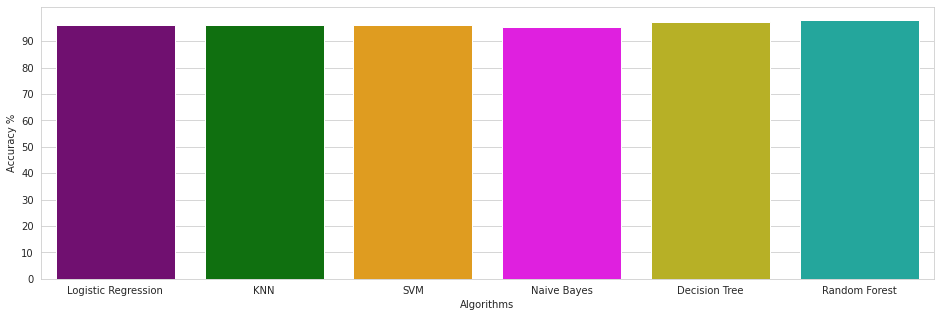 90
80
70
60
50
40
30
20
10
0
Accuracy %
Logistic Regression
KNN
SVM
Naive Bayes
Decision Tree
Random Forest
Algorithms